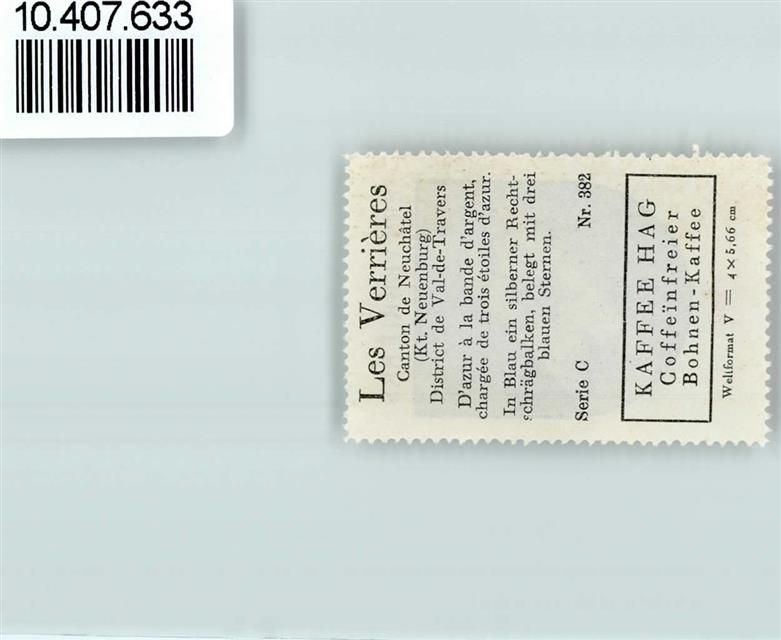 10.407.633
Les Verrières
Canton de Neuchâtel
(Kt. Neuenburg)
District de Val-de-Travers
D'azur à la bande d'argent,
chargée de trois étoiles d'azur.
In Blau ein silberner Recht-
schrägbalken, belegt mit drei
blauen Sternen.
Serie C Nr. 382
KAFFEE HAG
Coffeïnfreier
Bohnen-Kaffee
Weltformat V = 4 × 5,66 cm